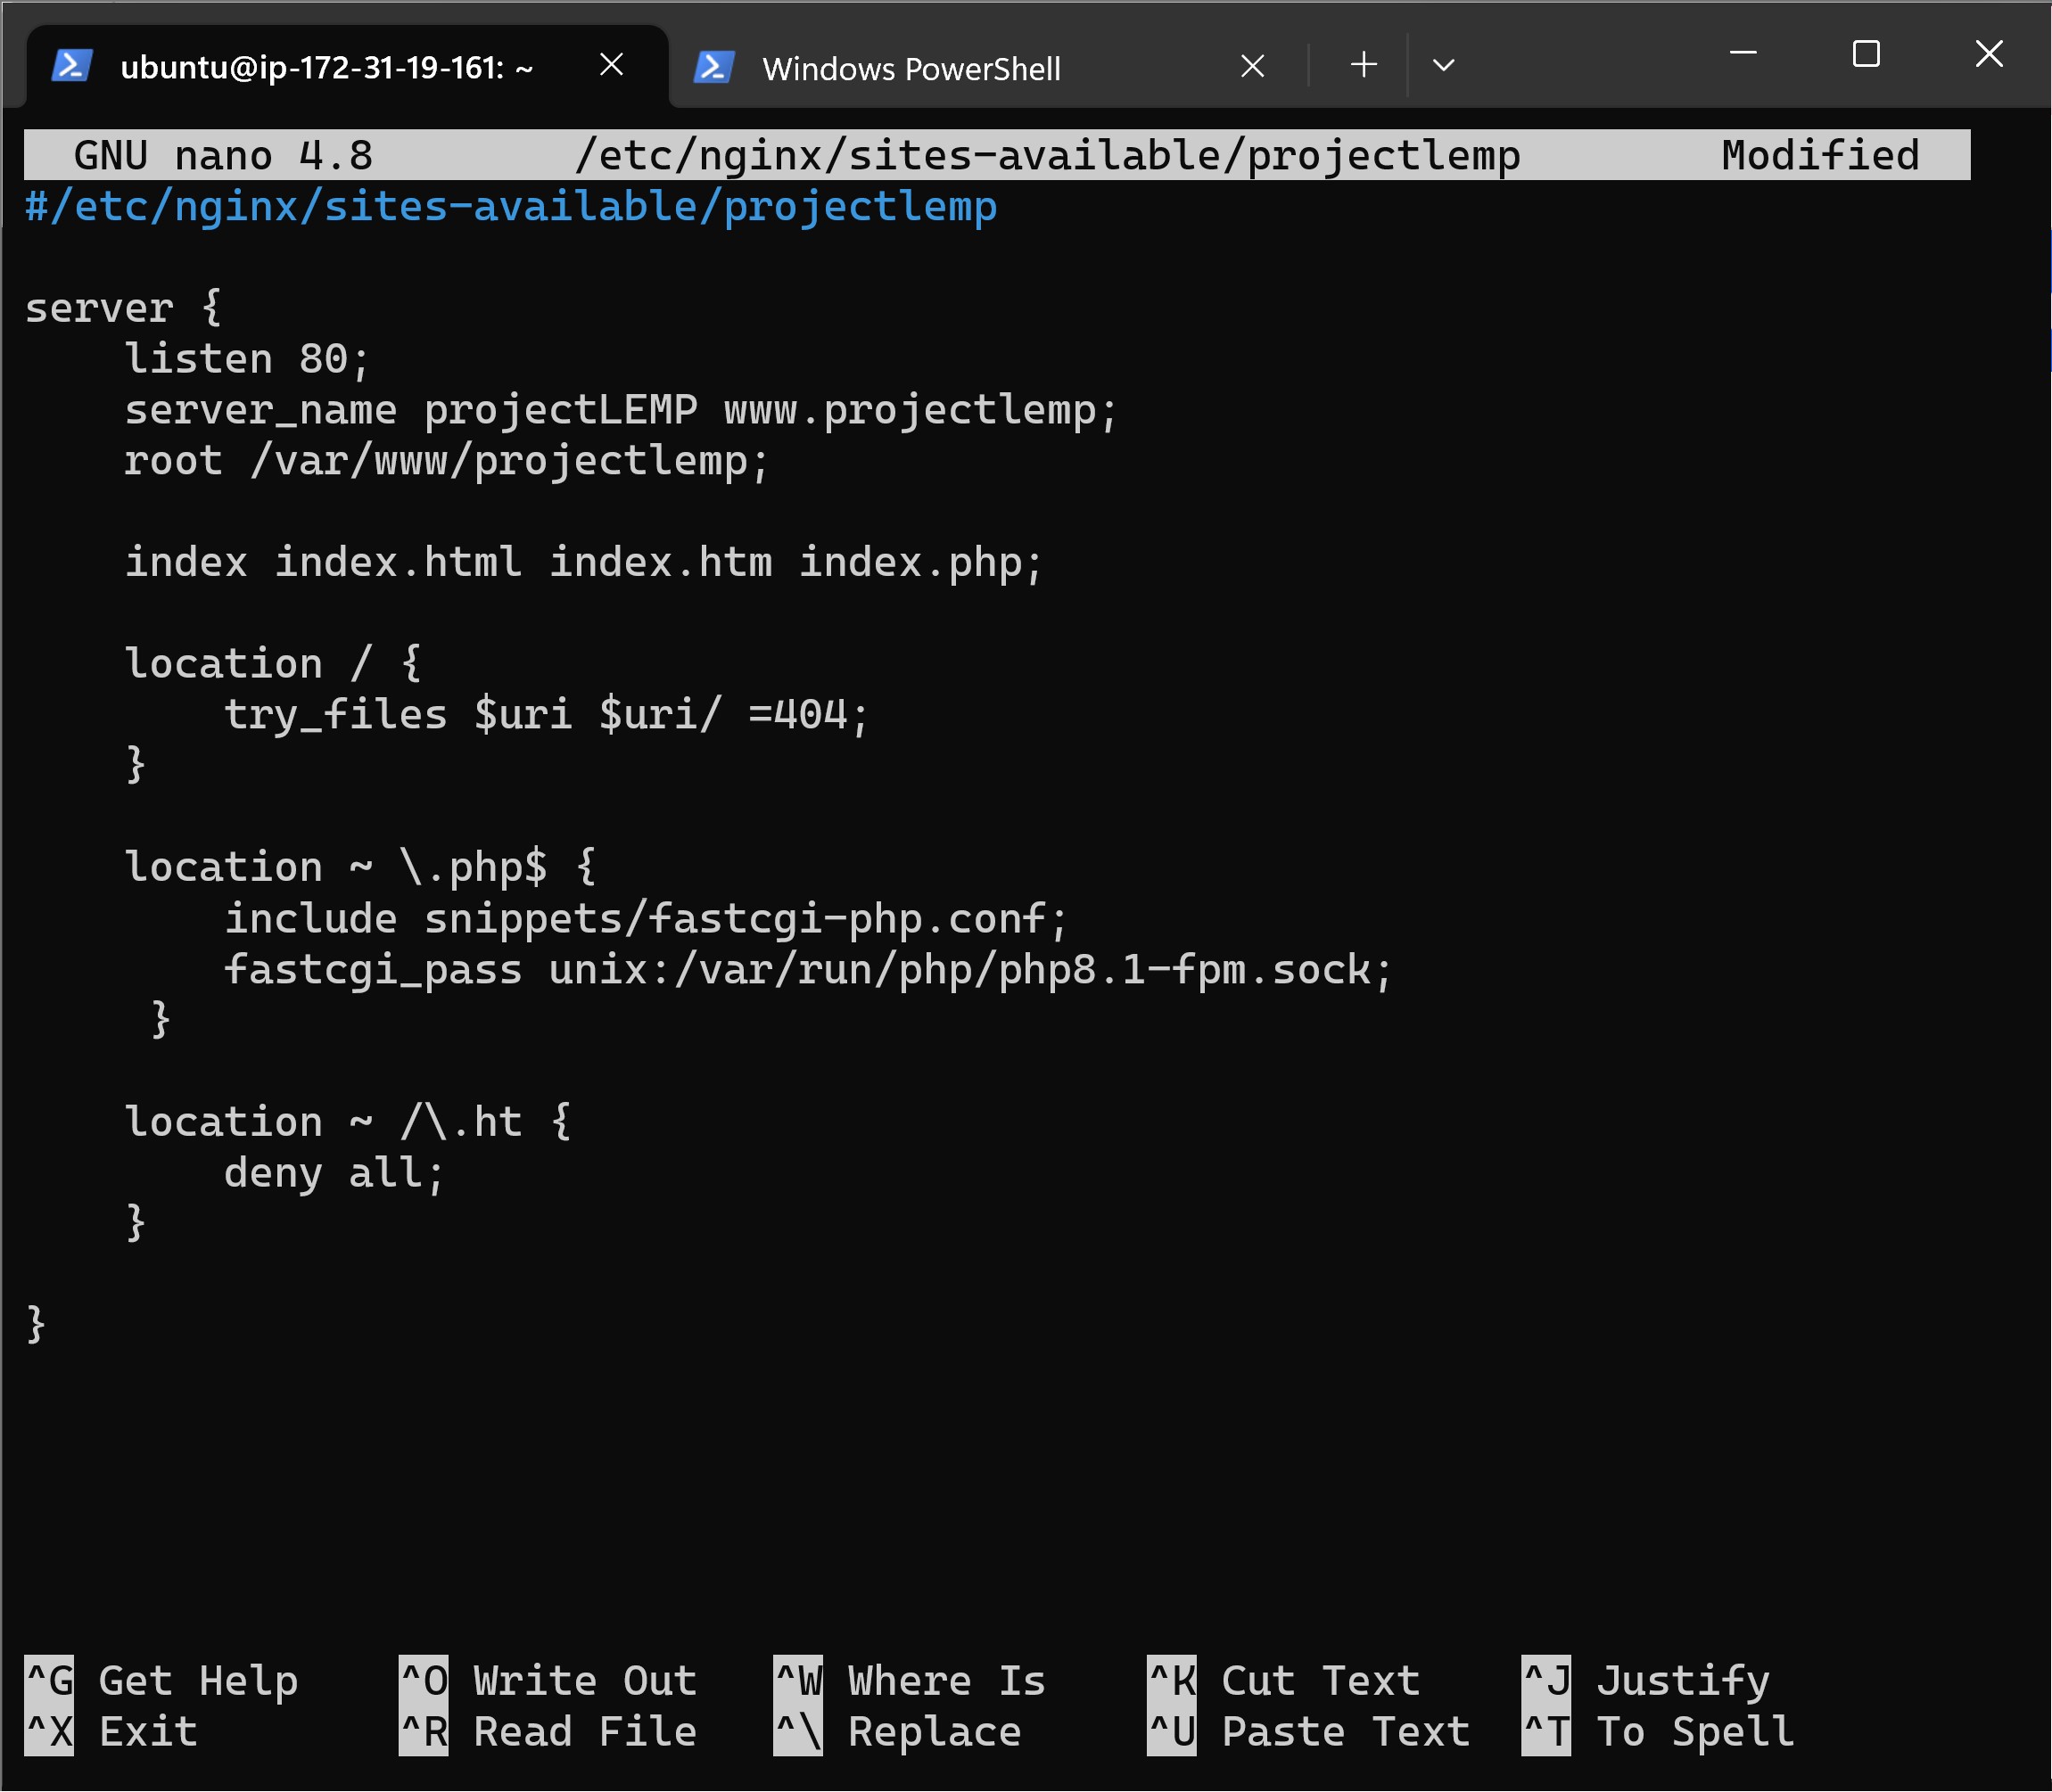 ubuntu@ip-172-31-19-161: ~ Windows PowerShell
GNU nano 4.8 /etc/nginx/sites-available/projectlemp Modified
#/etc/nginx/sites-available/projectlemp
server {
    listen 80;
    server_name projectLEMP www.projectlemp;
    root /var/www/projectlemp;
    index index.html index.htm index.php;
    location / {
        try_files $uri $uri/ =404;
    }
    location ~ \.php$ {
        include snippets/fastcgi-php.conf;
        fastcgi_pass unix:/var/run/php/php8.1-fpm.sock;
     }
    location ~ /\.ht {
        deny all;
    }
}
^G Get Help ^O Write Out ^W Where Is ^K Cut Text ^J Justify
^X Exit ^R Read File ^\ Replace ^U Paste Text ^T To Spell